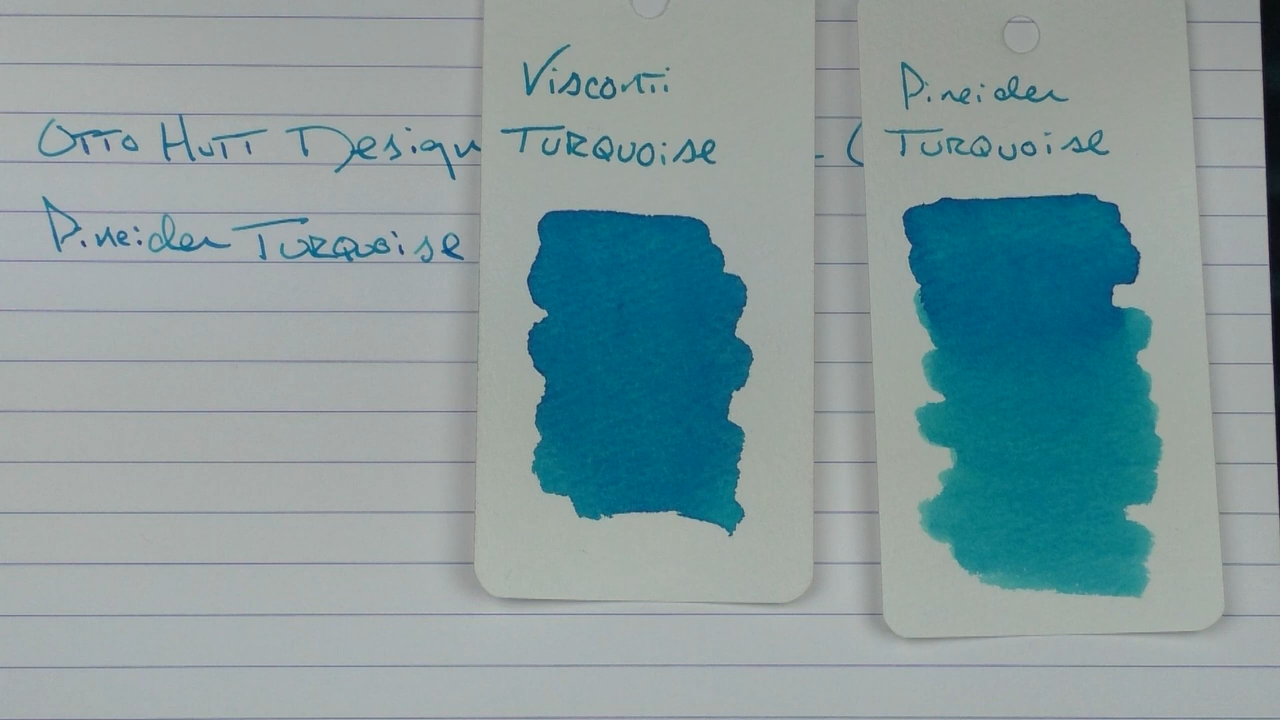 Otto Hutt Design
- (
Pineider Turquoise
Visconti
Turquoise
Pineider
Turquoise